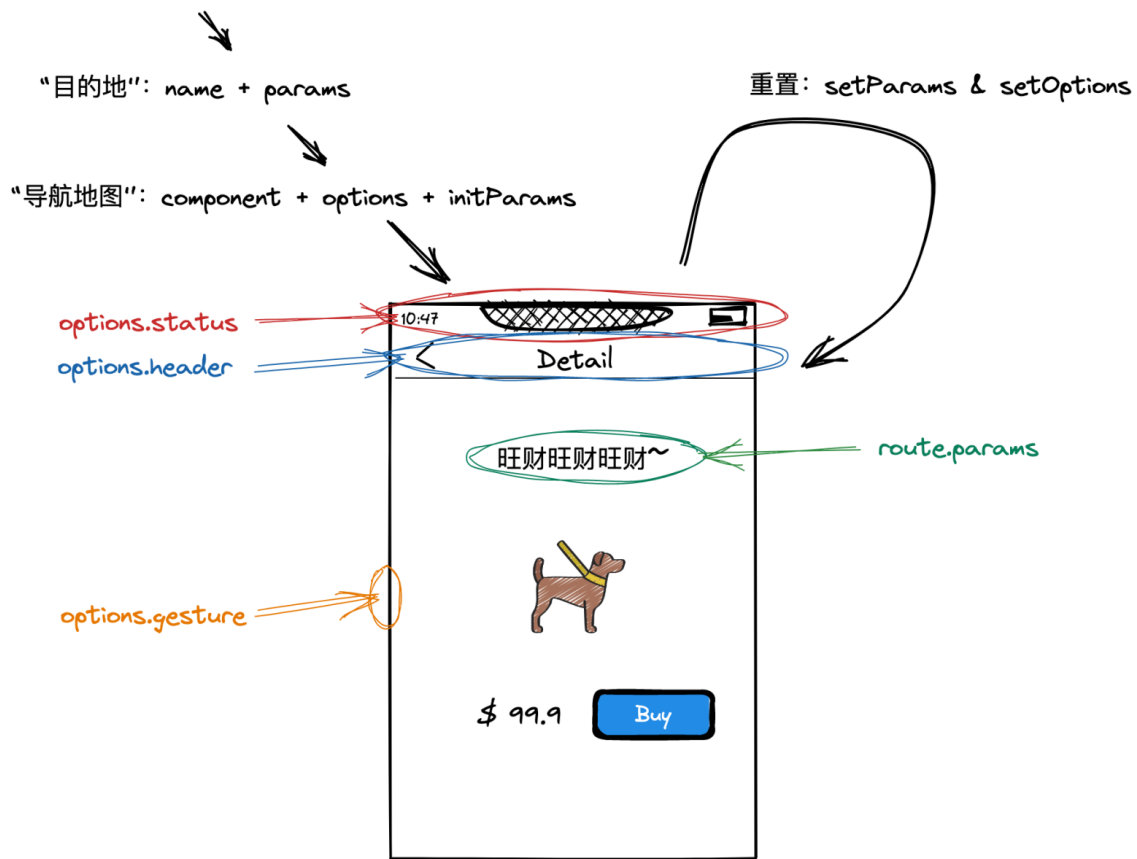 “目的地”：name + params
重置：setParams & setOptions
“导航地图”：component + options + initParams
options.status
10:47
options.header
Detail
旺财旺财旺财~
route.params
options.gesture
$ 99.9
Buy